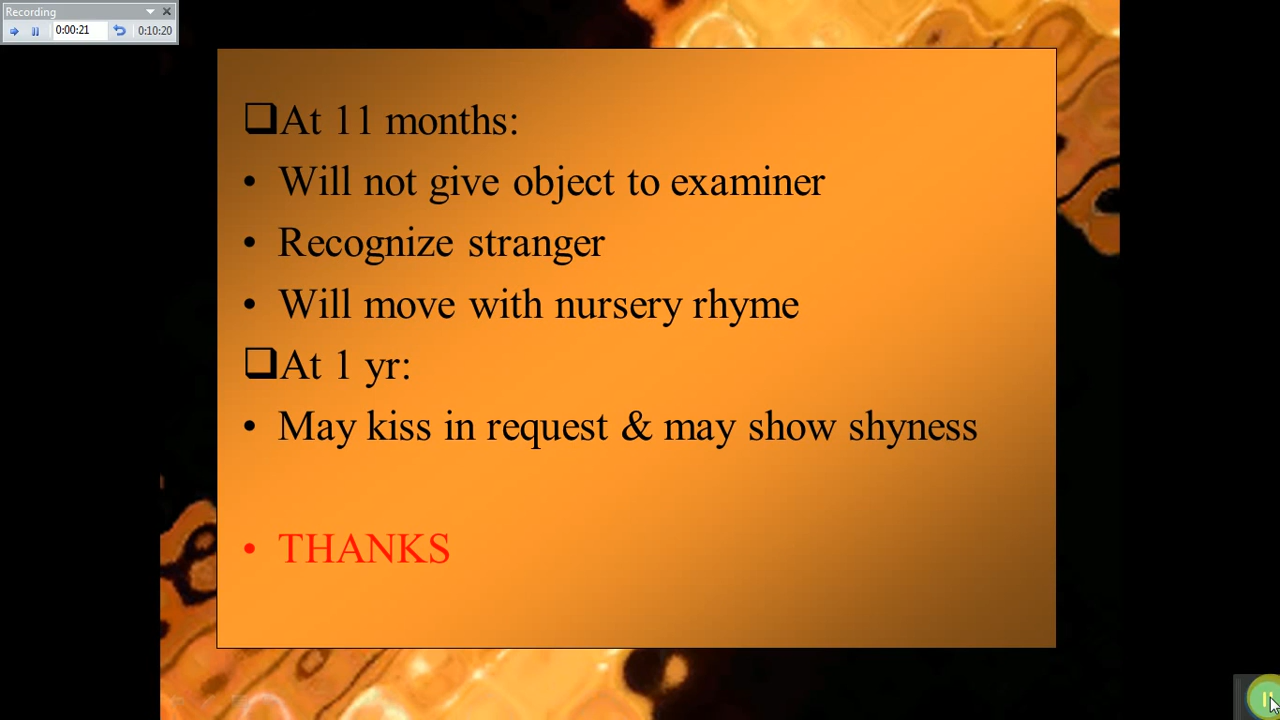 Recording
0:00:21 0:10:20
❑At 11 months:
• Will not give object to examiner
• Recognize stranger
• Will move with nursery rhyme
❑At 1 yr:
• May kiss in request & may show shyness
• THANKS